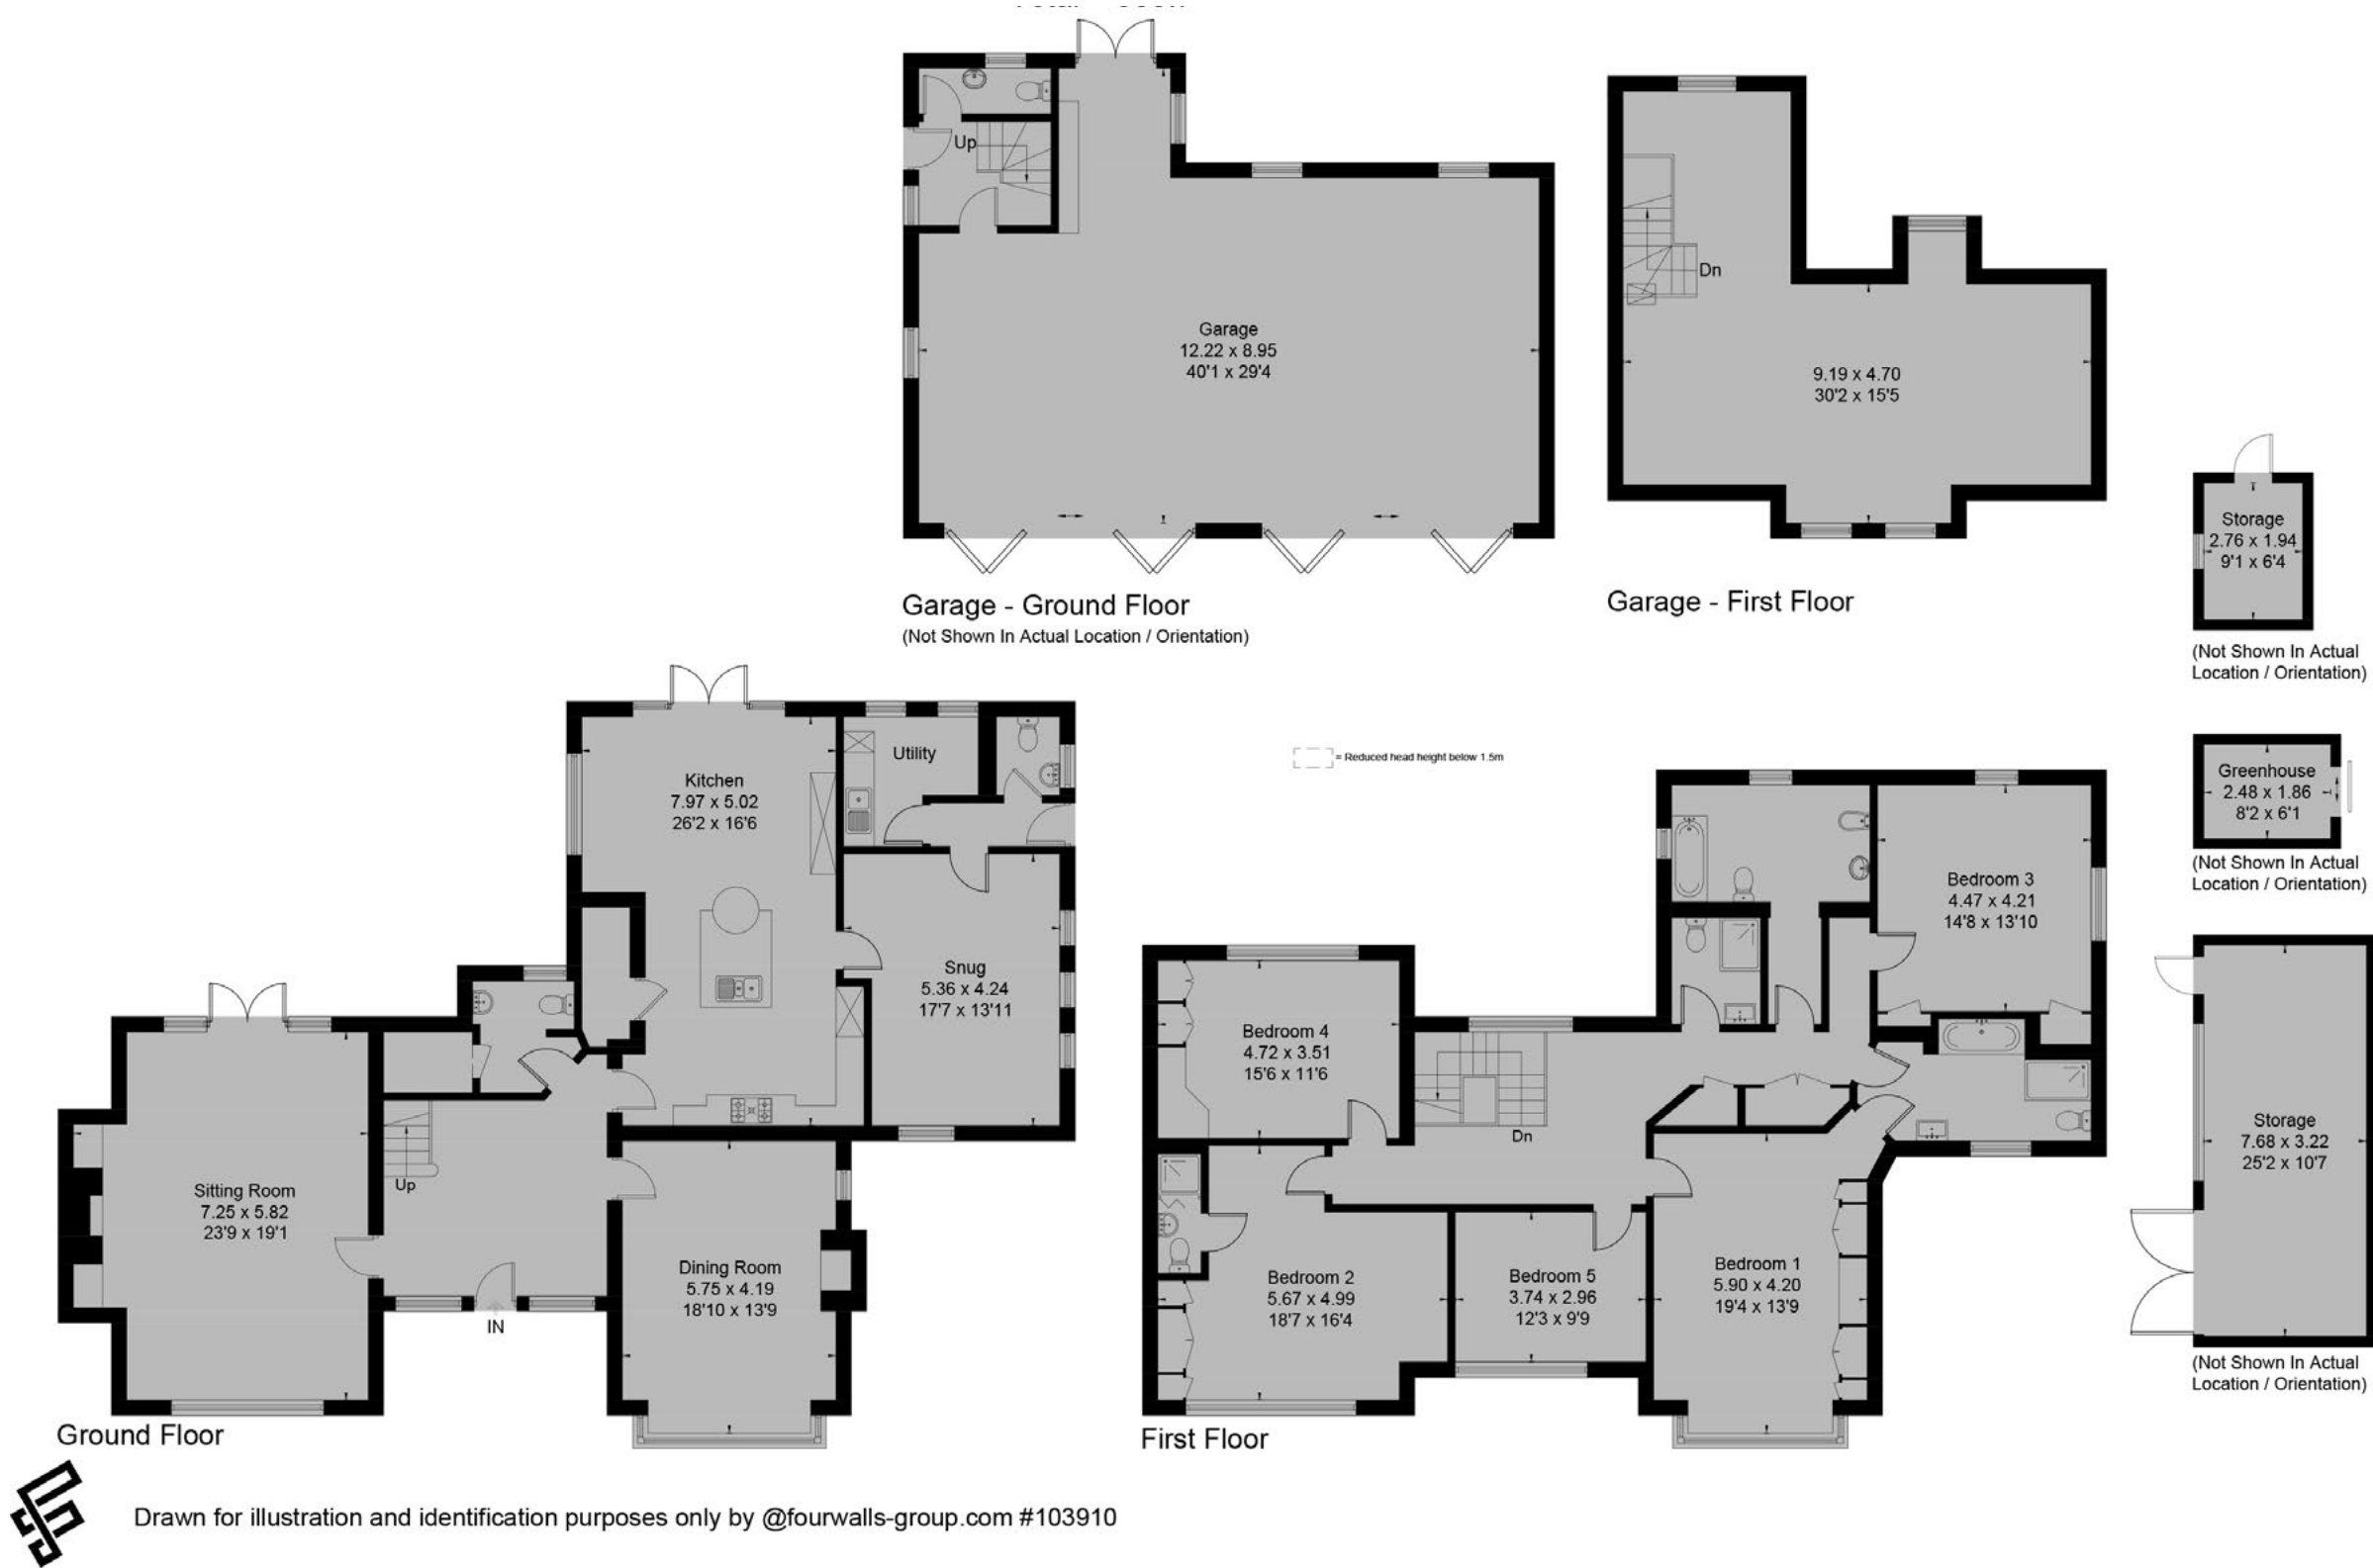 Up
Garage
12.22 x 8.95
40'1 x 29'4
Garage - Ground Floor
(Not Shown In Actual Location / Orientation)
Dn
9.19 x 4.70
30'2 x 15'5
Garage - First Floor
Storage
2.76 x 1.94
9'1 x 6'4
(Not Shown In Actual
Location / Orientation)
Kitchen
7.97 x 5.02
26'2 x 16'6
Utility
Snug
5.36 x 4.24
17'7 x 13'11
Sitting Room
7.25 x 5.82
23'9 x 19'1
Up
IN
Dining Room
5.75 x 4.19
18'10 x 13'9
Ground Floor
= Reduced head height below 1.5m
Bedroom 3
4.47 x 4.21
14'8 x 13'10
Bedroom 4
4.72 x 3.51
15'6 x 11'6
Dn
Bedroom 2
5.67 x 4.99
18'7 x 16'4
Bedroom 5
3.74 x 2.96
12'3 x 9'9
Bedroom 1
5.90 x 4.20
19'4 x 13'9
First Floor
Greenhouse
2.48 x 1.86
8'2 x 6'1
(Not Shown In Actual
Location / Orientation)
Storage
7.68 x 3.22
25'2 x 10'7
(Not Shown In Actual
Location / Orientation)
Drawn for illustration and identification purposes only by @fourwalls-group.com #103910